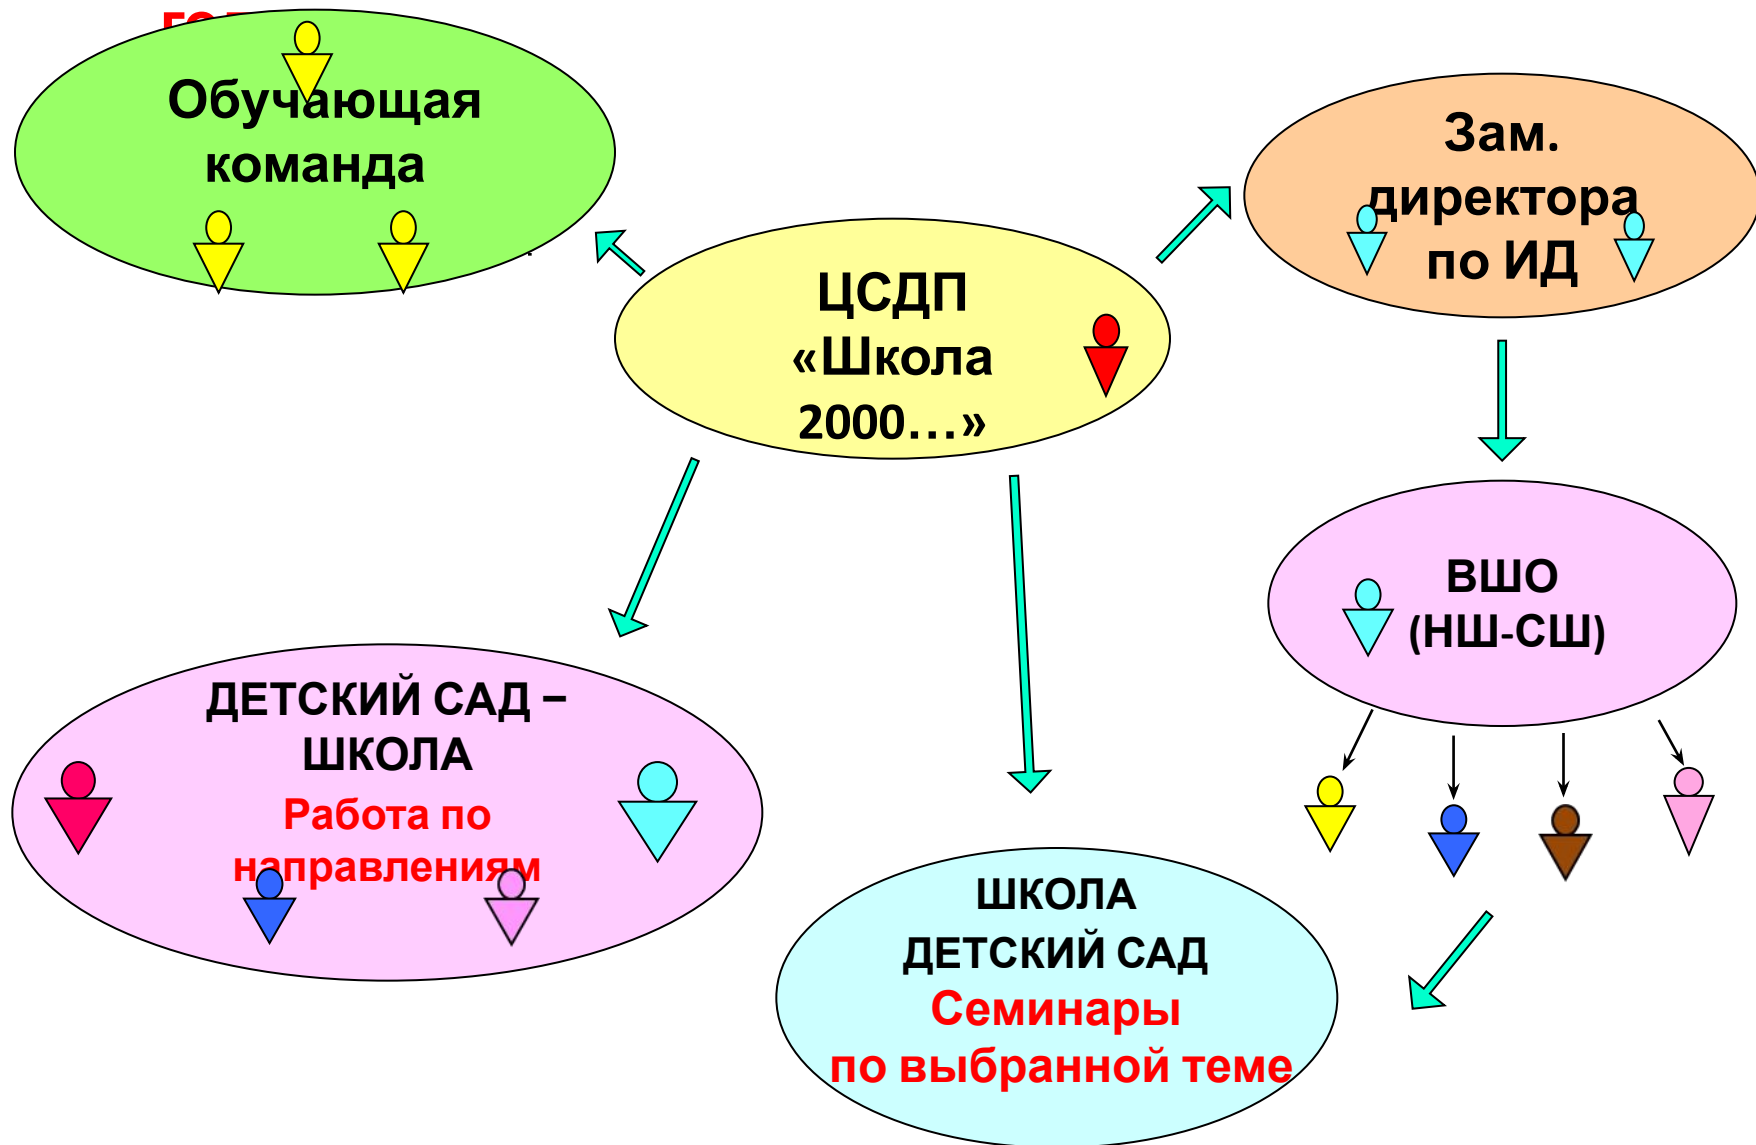 Обучающая
команда
Зам.
директора
по ИД
ЦСДП
«Школа
2000…»
ВШО
(НШ-СШ)
ДЕТСКИЙ САД –
ШКОЛА
Работа по
направлениям
ШКОЛА
ДЕТСКИЙ САД
Семинары
по выбранной теме